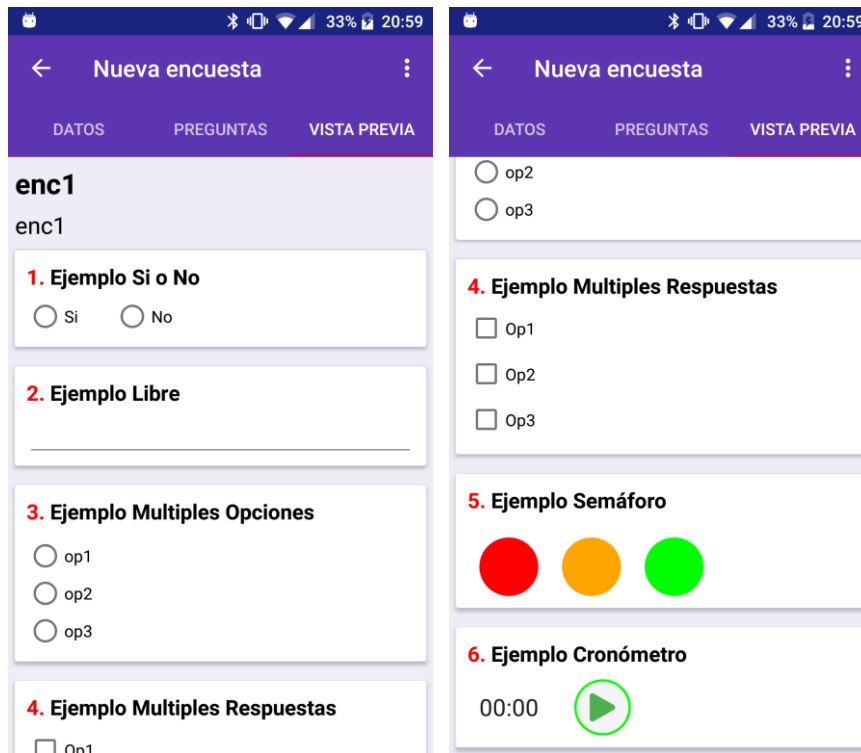 33% 20:59
Nueva encuesta
DATOS PREGUNTAS VISTA PREVIA
enc1
enc1
1. Ejemplo Si o No
Si No
2. Ejemplo Libre
3. Ejemplo Multiples Opciones
op1
op2
op3
4. Ejemplo Multiples Respuestas
Op1
33% 20:59
Nueva encuesta
DATOS PREGUNTAS VISTA PREVIA
op2
op3
4. Ejemplo Multiples Respuestas
Op1
Op2
Op3
5. Ejemplo Semáforo
6. Ejemplo Cronómetro
00:00